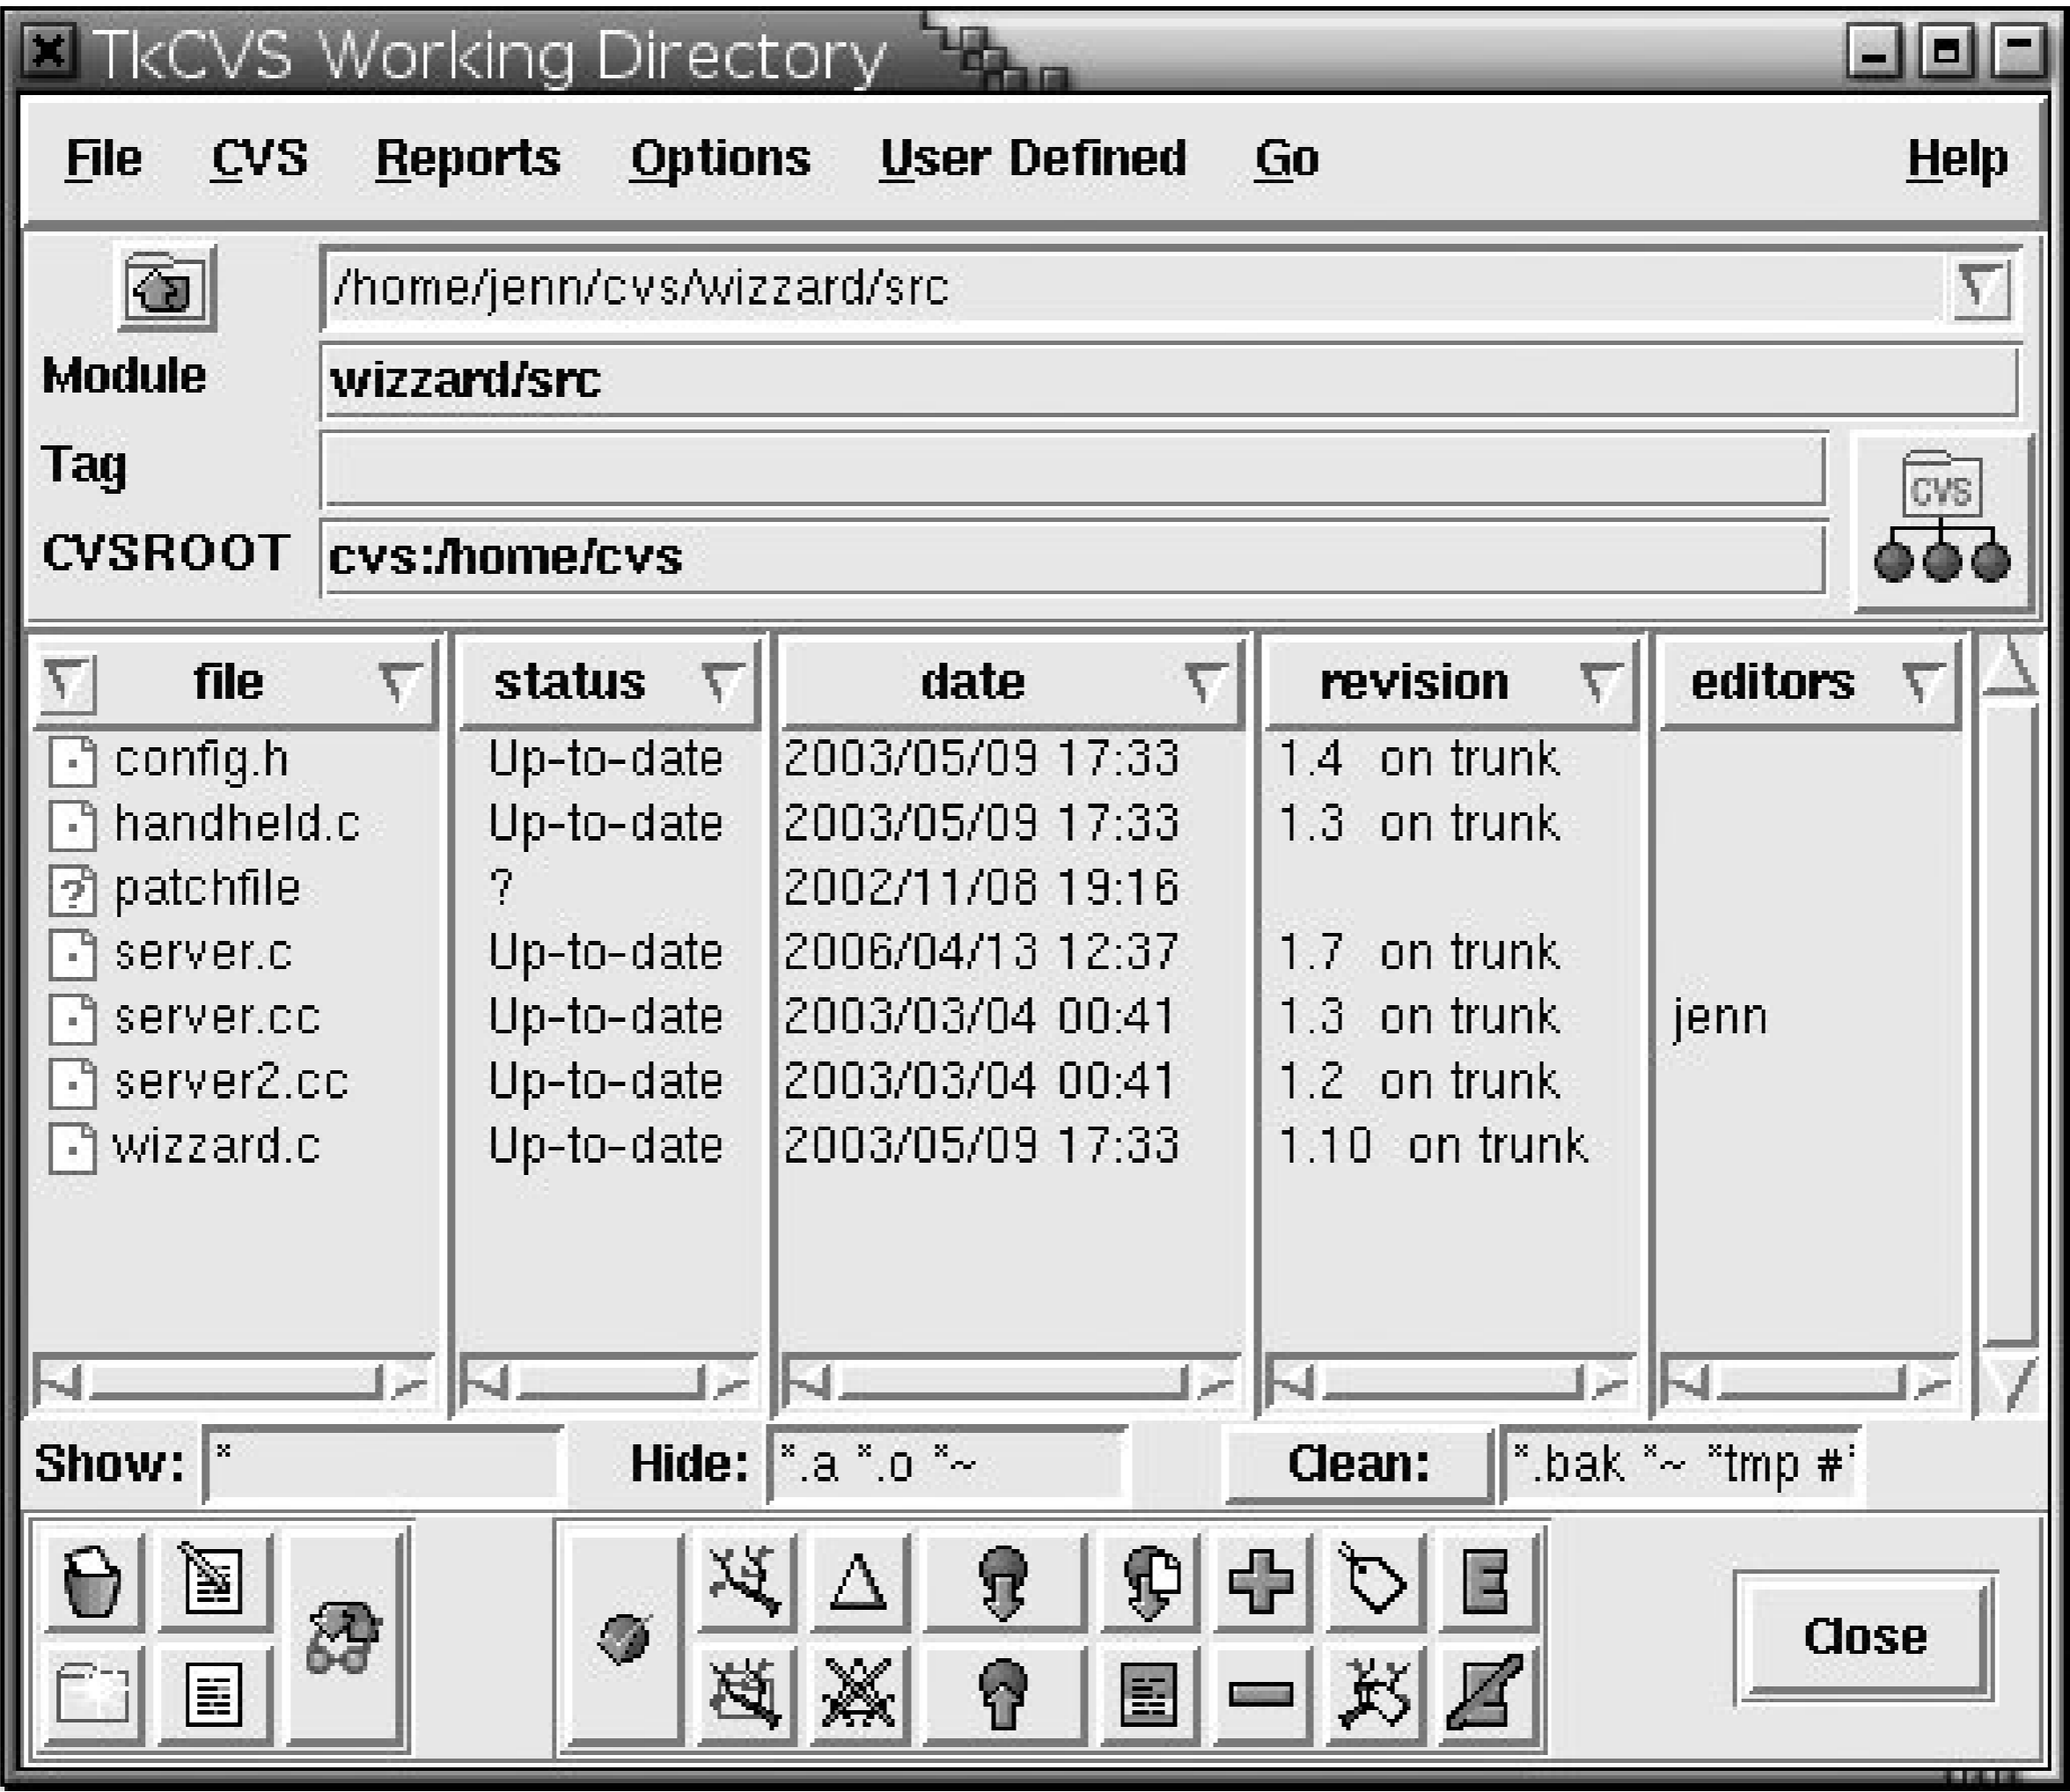 TkCVS Working Directory
File CVS Reports Options User Defined Go Help
/home/jenn/cvs/wizzard/src
Module wizzard/src
Tag
CVS
CVSROOT cvs:/home/cvs
file status date revision editors
config.h Up-to-date 2003/05/09 17:33 1.4 on trunk
handheld.c Up-to-date 2003/05/09 17:33 1.3 on trunk
? patchfile ? 2002/11/08 19:16
server.c Up-to-date 2006/04/13 12:37 1.7 on trunk
server.cc Up-to-date 2003/03/04 00:41 1.3 on trunk jenn
server2.cc Up-to-date 2003/03/04 00:41 1.2 on trunk
wizzard.c Up-to-date 2003/05/09 17:33 1.10 on trunk
Show: * Hide: *.a *.o *~ Clean: *.bak *~ *tmp #*
E
E
Close